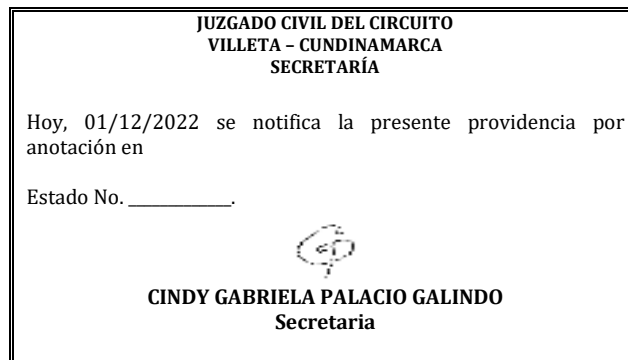 JUZGADO CIVIL DEL CIRCUITO
VILLETA – CUNDINAMARCA
SECRETARÍA
Hoy, 01/12/2022 se notifica la presente providencia por
anotación en
Estado No. ____________.
CINDY GABRIELA PALACIO GALINDO
Secretaria